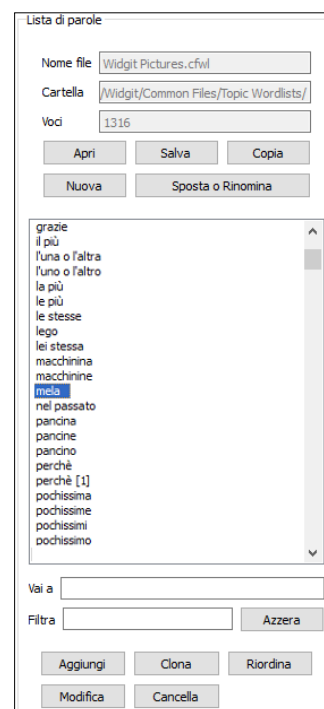 Lista di parole
Nome file Widgit Pictures.cfwl
Cartella /Widgit/Common Files/Topic Wordlists/
Voci 1316
Apri Salva Copia
Nuova Sposta o Rinomina
grazie
il più
l'una o l'altra
l'uno o l'altro
la più
le più
le stesse
lego
lei stessa
macchinina
macchinine
mela
nel passato
pancina
pancine
pancino
perchè
perchè [1]
pochissima
pochissime
pochissimi
pochissimo
Vai a
Filtra Azzera
Aggiungi Clona Riordina
Modifica Cancella